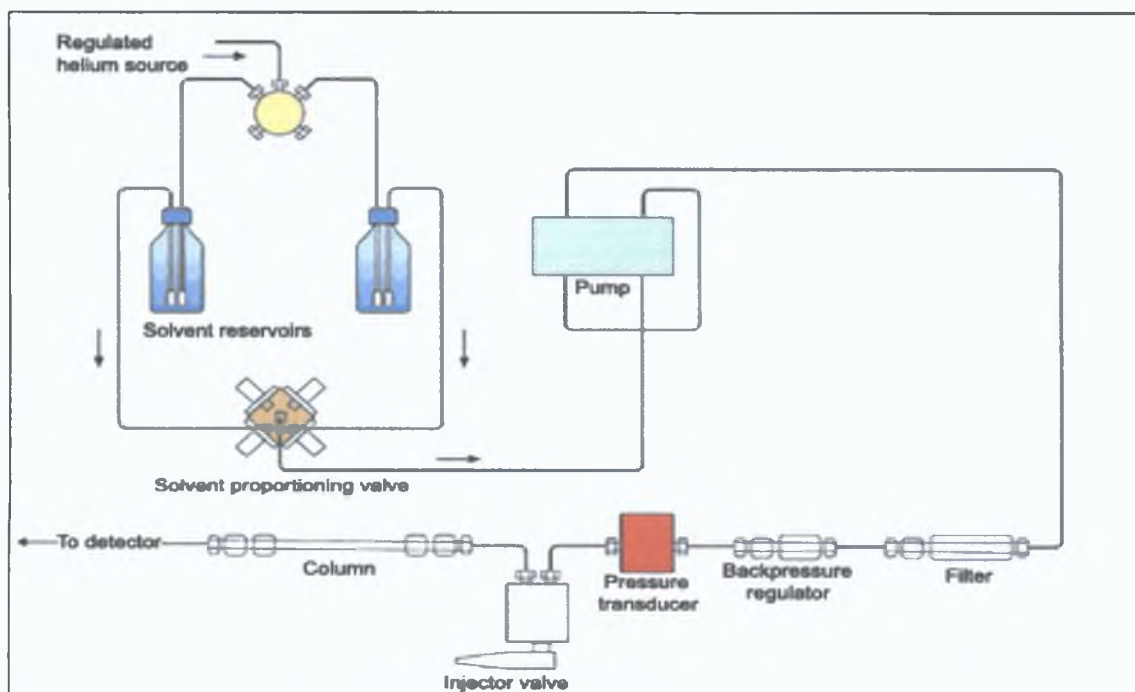 Regulated
helium source
Pump
Solvent reservoirs
Solvent proportioning valve
To detector
Column
Pressure
transducer
Backpressure
regulator
Filter
Injector valve